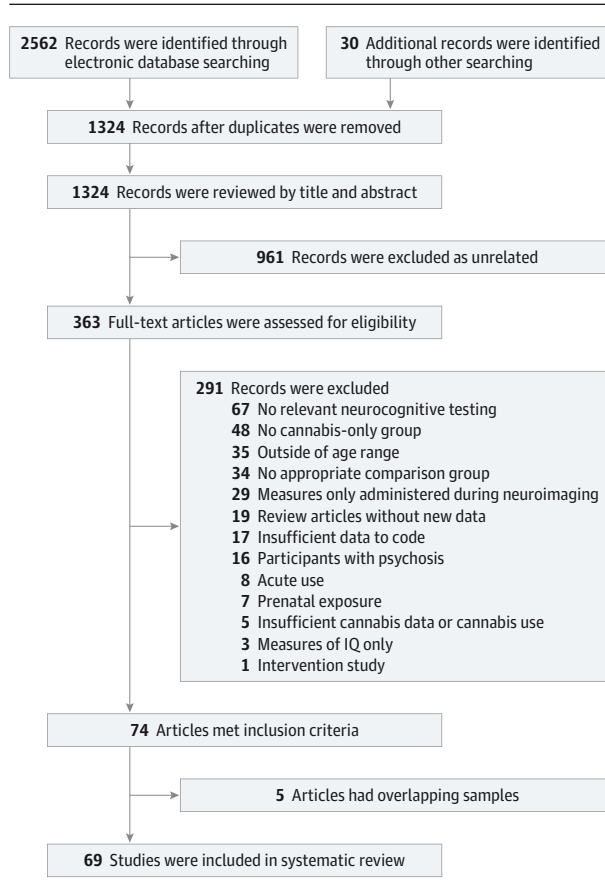 2562 Records were identified through
electronic database searching
30 Additional records were identified
through other searching
1324 Records after duplicates were removed
1324 Records were reviewed by title and abstract
961 Records were excluded as unrelated
363 Full-text articles were assessed for eligibility
291 Records were excluded
67 No relevant neurocognitive testing
48 No cannabis-only group
35 Outside of age range
34 No appropriate comparison group
29 Measures only administered during neuroimaging
19 Review articles without new data
17 Insufficient data to code
16 Participants with psychosis
8 Acute use
7 Prenatal exposure
5 Insufficient cannabis data or cannabis use
3 Measures of IQ only
1 Intervention study
74 Articles met inclusion criteria
5 Articles had overlapping samples
69 Studies were included in systematic review